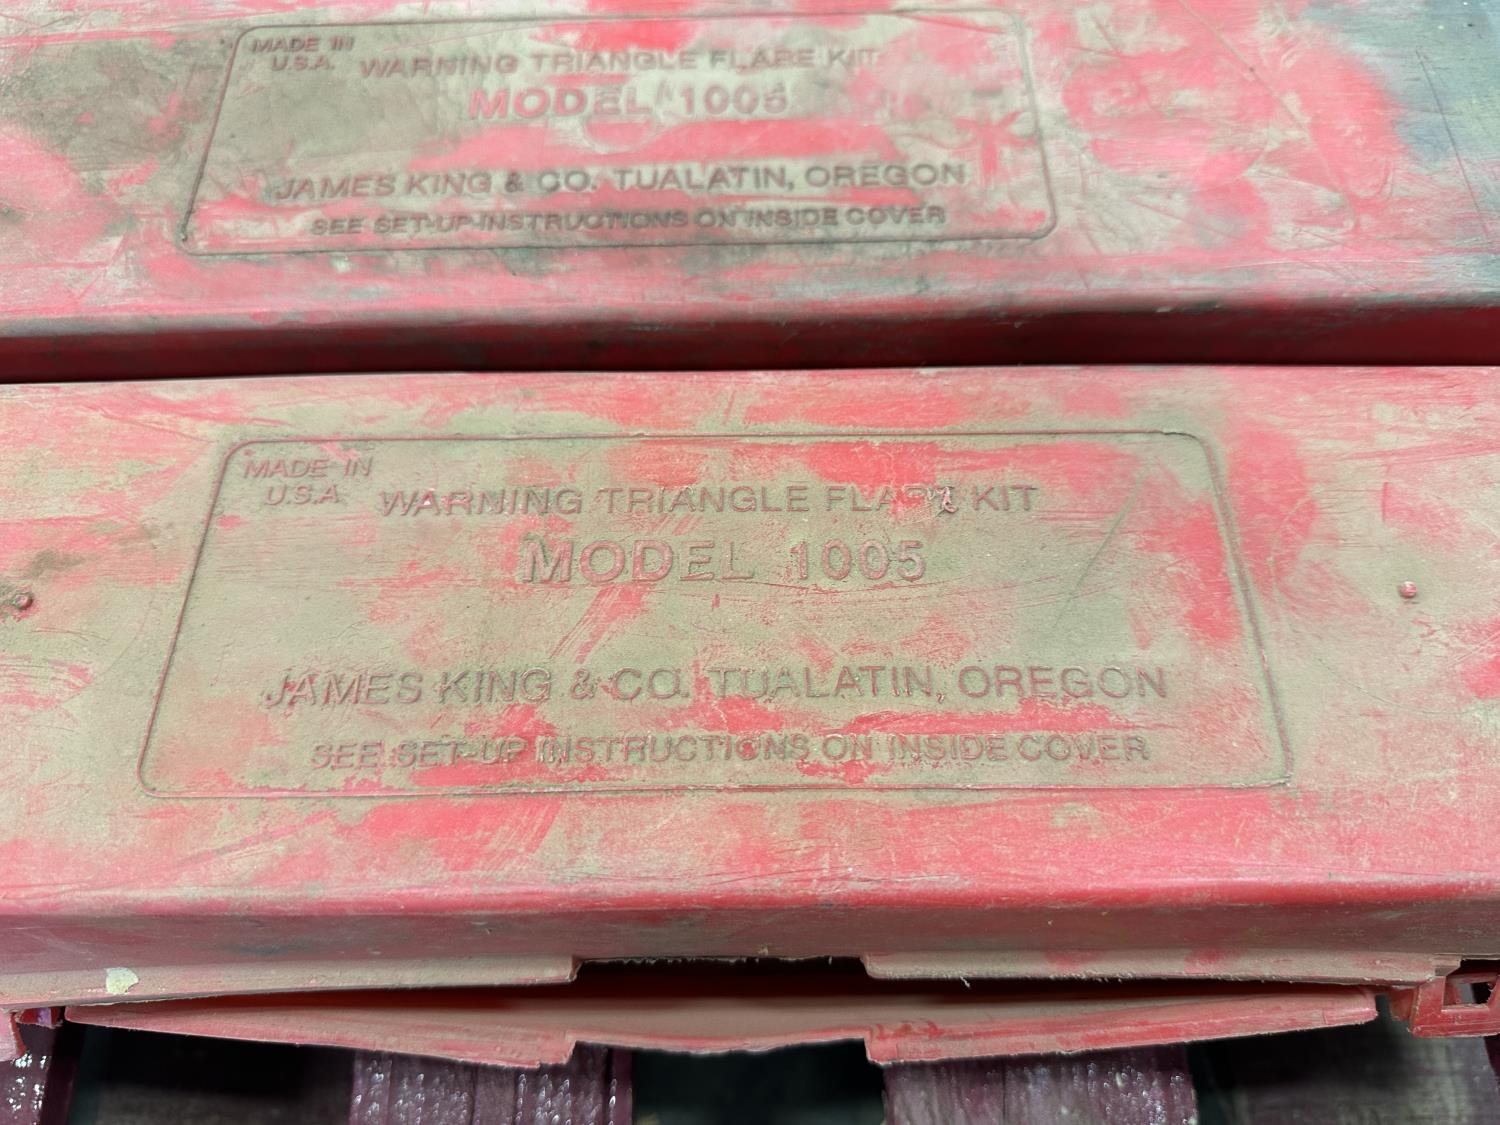 MADE IN
U.S.A. WARNING TRIANGLE FLARE KIT
MODEL 1005
JAMES KING & CO. TUALATIN, OREGON
SEE SET-UP INSTRUCTIONS ON INSIDE COVER
MADE IN
U.S.A. WARNING TRIANGLE FLARE KIT
MODEL 1005
JAMES KING & CO. TUALATIN, OREGON
SEE SET-UP INSTRUCTIONS ON INSIDE COVER